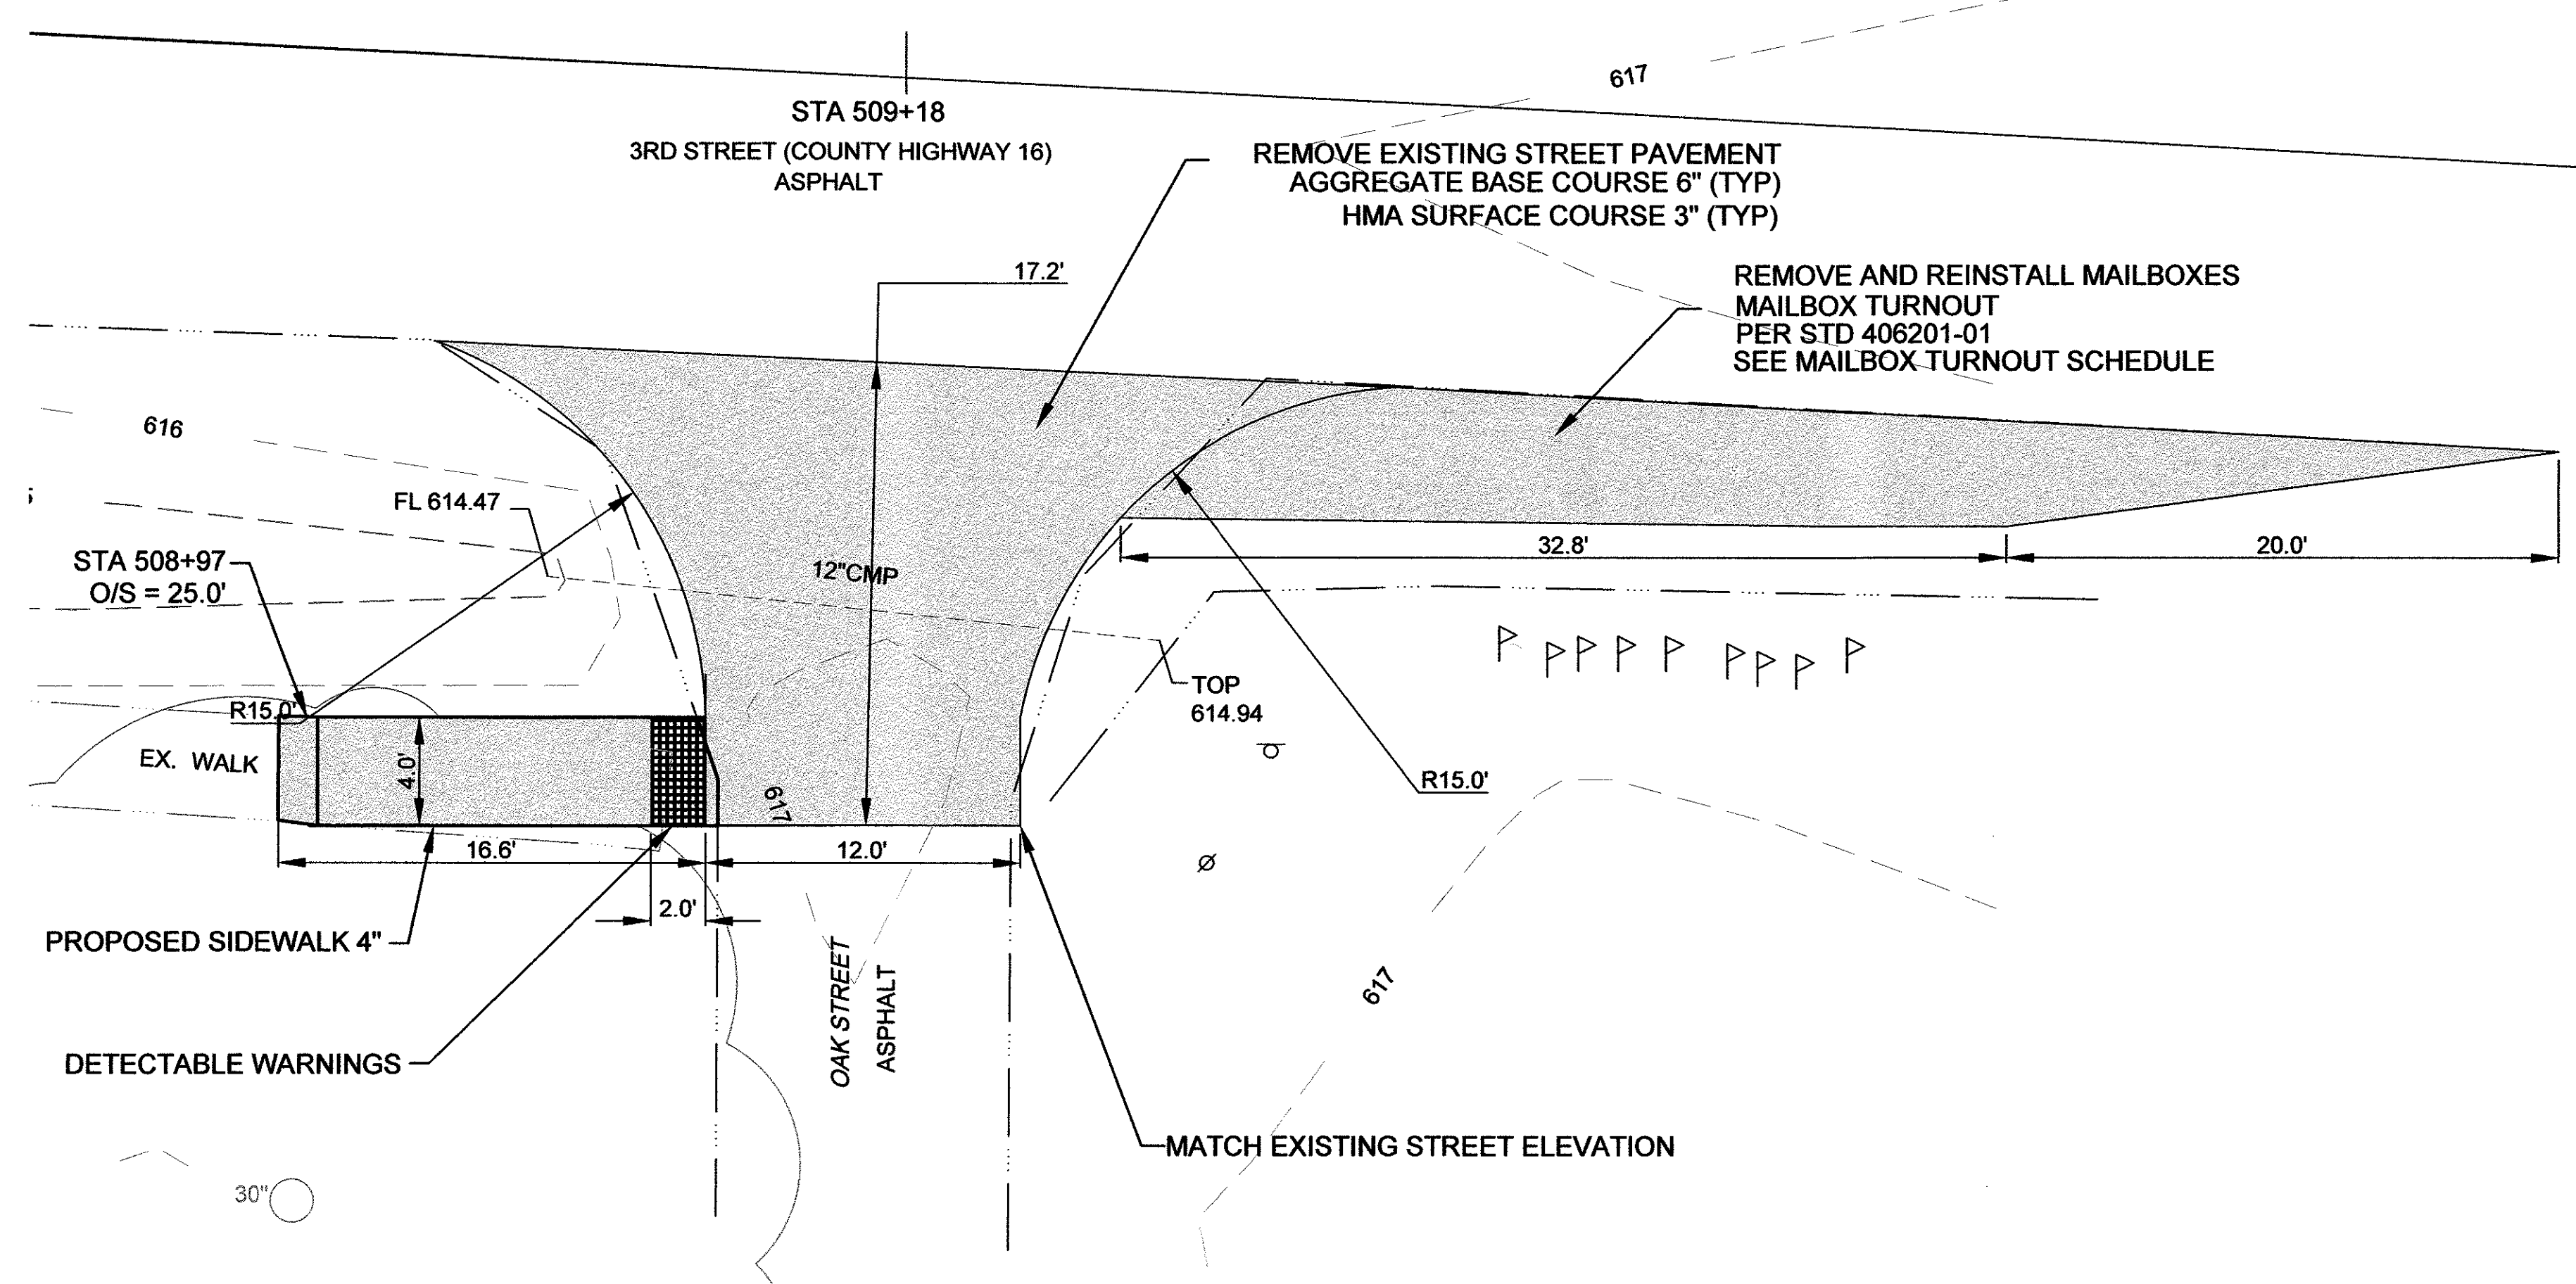 617
STA 509+18
3RD STREET (COUNTY HIGHWAY 16)
ASPHALT
REMOVE EXISTING STREET PAVEMENT
AGGREGATE BASE COURSE 6" (TYP)
HMA SURFACE COURSE 3" (TYP)
17.2'
REMOVE AND REINSTALL MAILBOXES
MAILBOX TURNOUT
PER STD 406201-01
SEE MAILBOX TURNOUT SCHEDULE
616
FL 614.47
STA 508+97
O/S = 25.0'
12"CMP
32.8'
20.0'
R15.0'
TOP
614.94
EX. WALK
4.0'
617
R15.0'
16.6'
12.0'
2.0'
PROPOSED SIDEWALK 4"
OAK STREET
ASPHALT
617
DETECTABLE WARNINGS
MATCH EXISTING STREET ELEVATION
30"